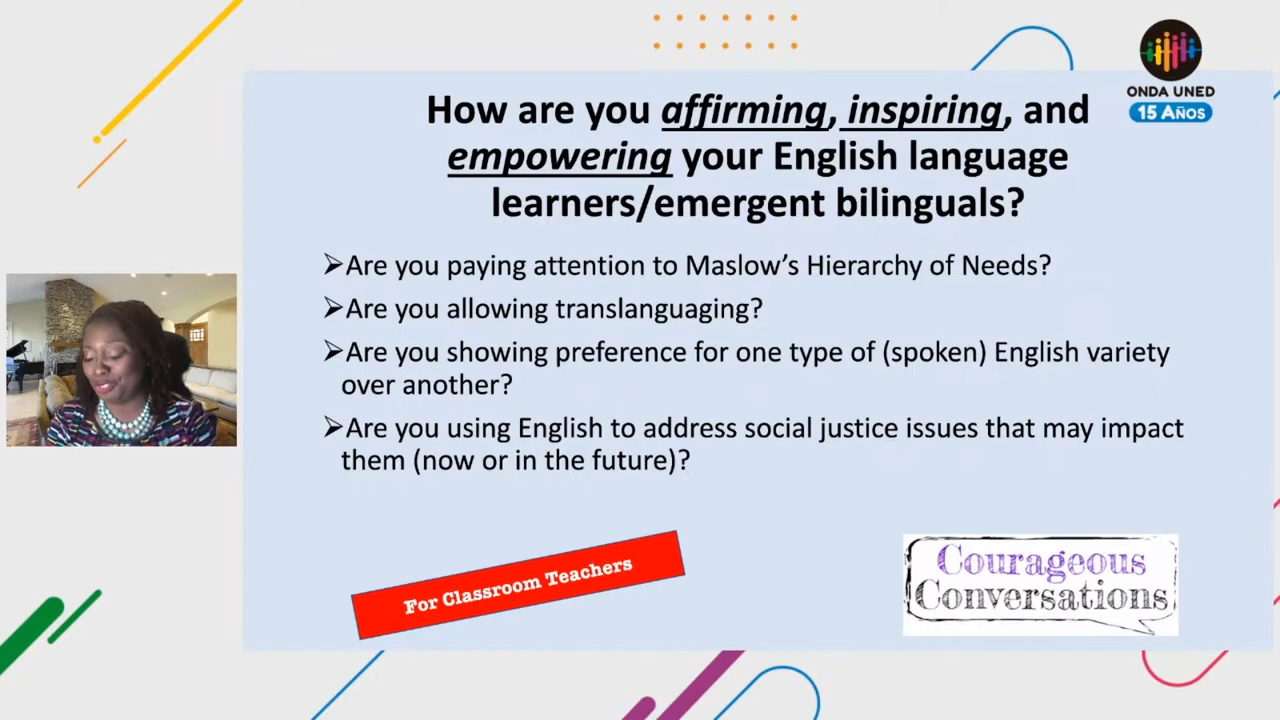 ONDA UNED
15 AÑOS
How are you affirming, inspiring, and
empowering your English language
learners/emergent bilinguals?
➢Are you paying attention to Maslow’s Hierarchy of Needs?
➢Are you allowing translanguaging?
➢Are you showing preference for one type of (spoken) English variety
over another?
➢Are you using English to address social justice issues that may impact
them (now or in the future)?
For Classroom Teachers
Courageous
Conversations